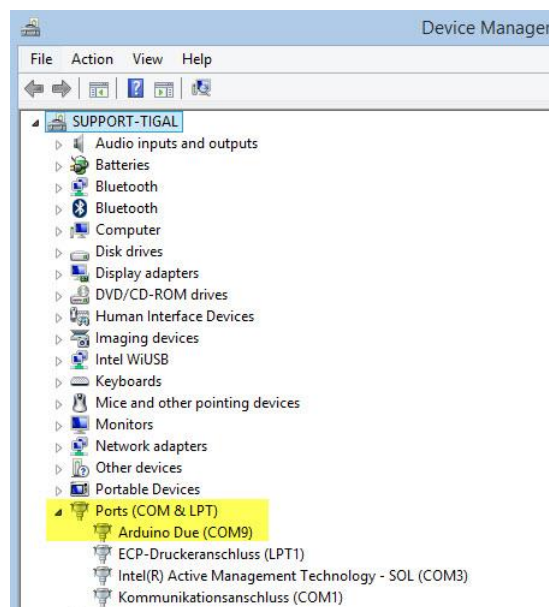 Device Manager
File Action View Help
SUPPORT-TIGAL
Audio inputs and outputs
Batteries
Bluetooth
Bluetooth
Computer
Disk drives
Display adapters
DVD/CD-ROM drives
Human Interface Devices
Imaging devices
Intel WiUSB
Keyboards
Mice and other pointing devices
Monitors
Network adapters
Other devices
Portable Devices
Ports (COM & LPT)
Arduino Due (COM9)
ECP-Druckeranschluss (LPT1)
Intel(R) Active Management Technology - SOL (COM3)
Kommunikationsanschluss (COM1)